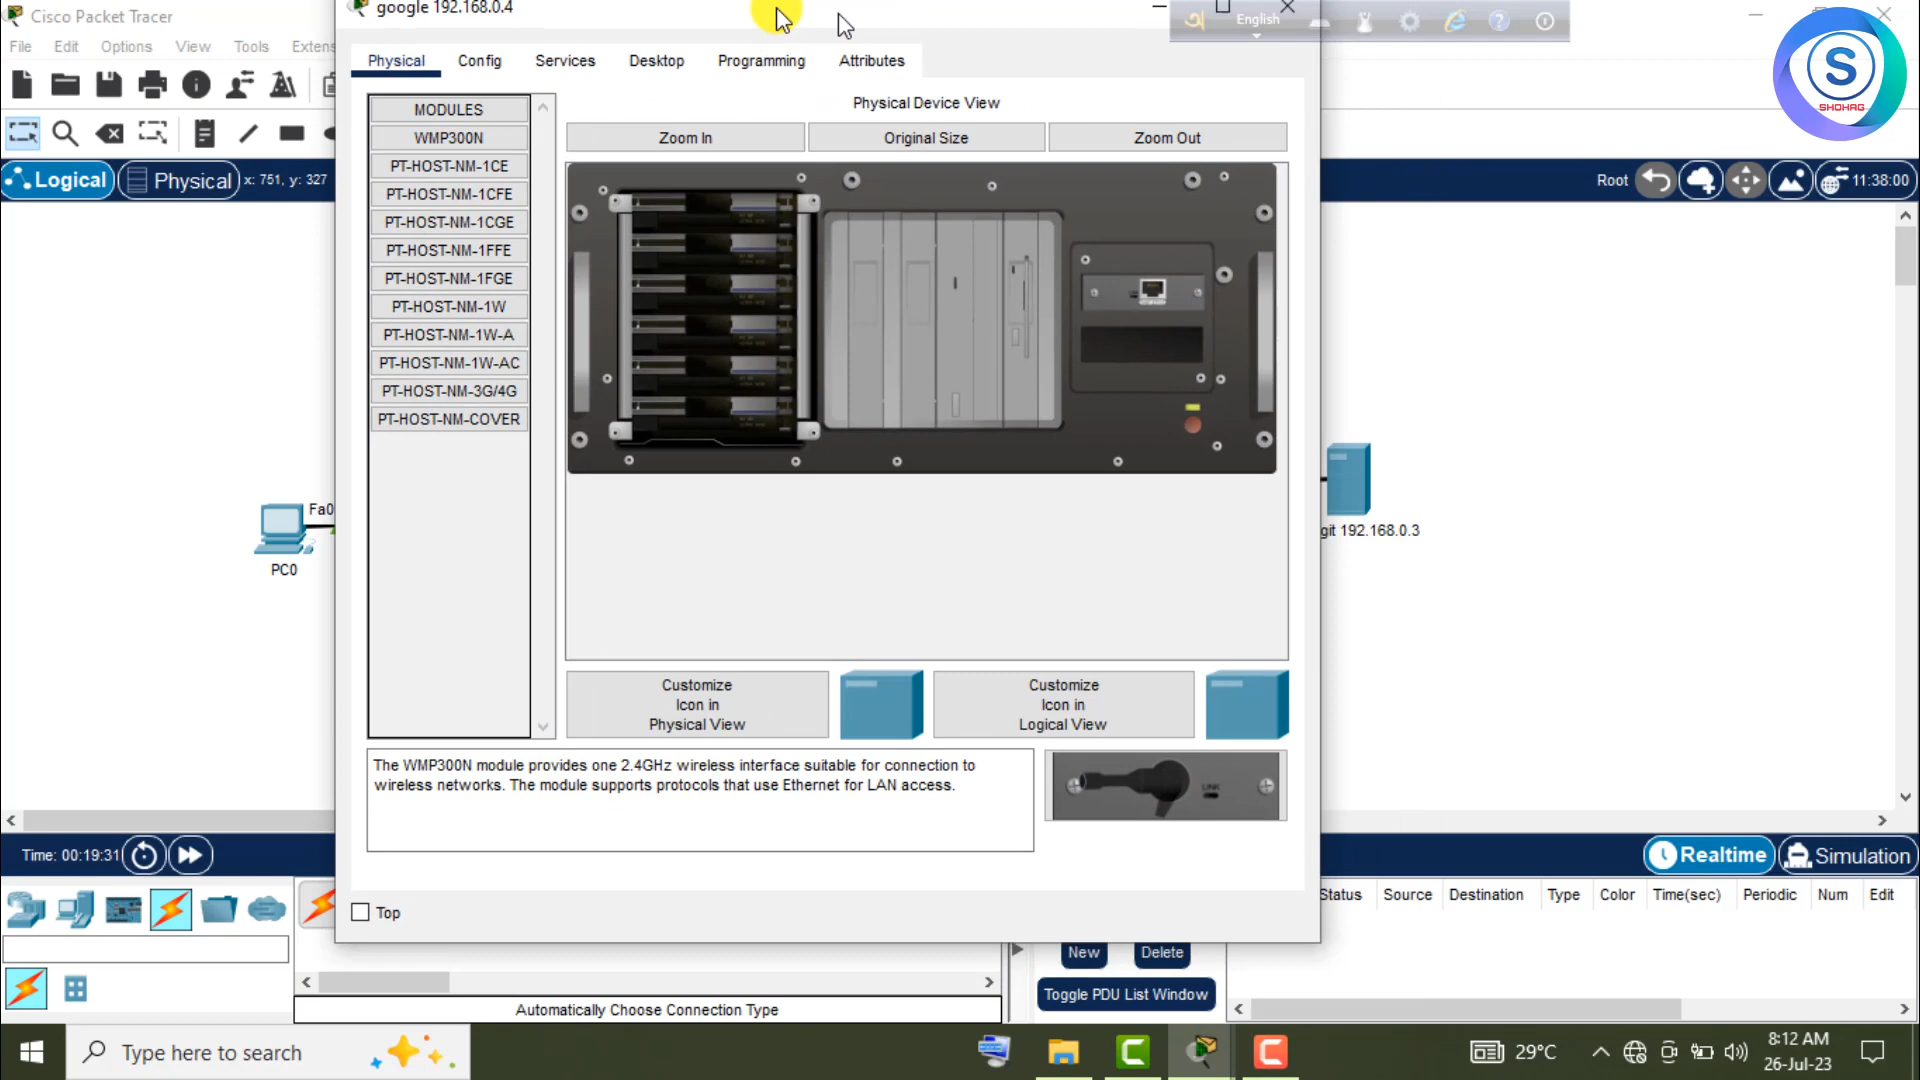 Cisco Packet Tracer
google 192.168.0.4
English
File Edit Options View Tools Extens
Physical Config Services Desktop Programming Attributes
S
SHOHAG
MODULES
WMP300N
PT-HOST-NM-1CE
PT-HOST-NM-1CFE
PT-HOST-NM-1CGE
PT-HOST-NM-1FFE
PT-HOST-NM-1FGE
PT-HOST-NM-1W
PT-HOST-NM-1W-A
PT-HOST-NM-1W-AC
PT-HOST-NM-3G/4G
PT-HOST-NM-COVER
Physical Device View
Zoom In Original Size Zoom Out
Logical Physical x: 751, y: 327
Root 11:38:00
Fa0
PC0
git 192.168.0.3
Customize
Icon in
Physical View
Customize
Icon in
Logical View
The WMP300N module provides one 2.4GHz wireless interface suitable for connection to
wireless networks. The module supports protocols that use Ethernet for LAN access.
LINK
Top
Time: 00:19:31
Realtime Simulation
Status Source Destination Type Color Time(sec) Periodic Num Edit
New Delete
Toggle PDU List Window
Automatically Choose Connection Type
Type here to search
29°C
8:12 AM
26-Jul-23